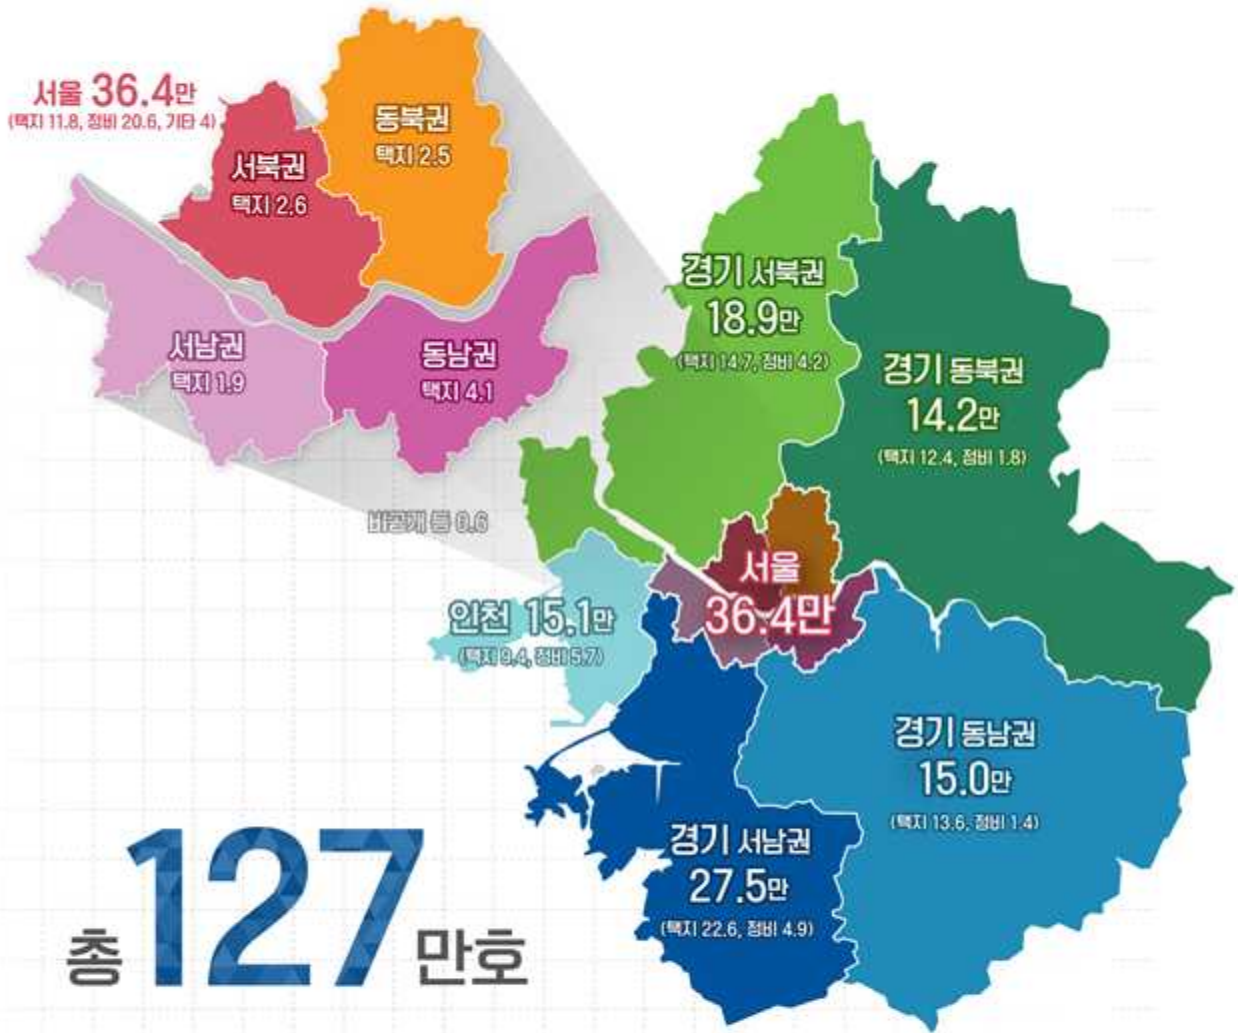 서울 36.4만
(택지 11.8, 정비 20.6, 기타 4)
동북권
택지 2.5
서북권
택지 2.6
서남권
택지 1.9
동남권
택지 4.1
비공개 등 0.6
경기 서북권
18.9만
(택지 14.7, 정비 4.2)
경기 동북권
14.2만
(택지 12.4, 정비 1.8)
서울
36.4만
인천 15.1만
(택지 9.4, 정비 5.7)
경기 동남권
15.0만
(택지 13.6, 정비 1.4)
경기 서남권
27.5만
(택지 22.6, 정비 4.9)
총 127 만호